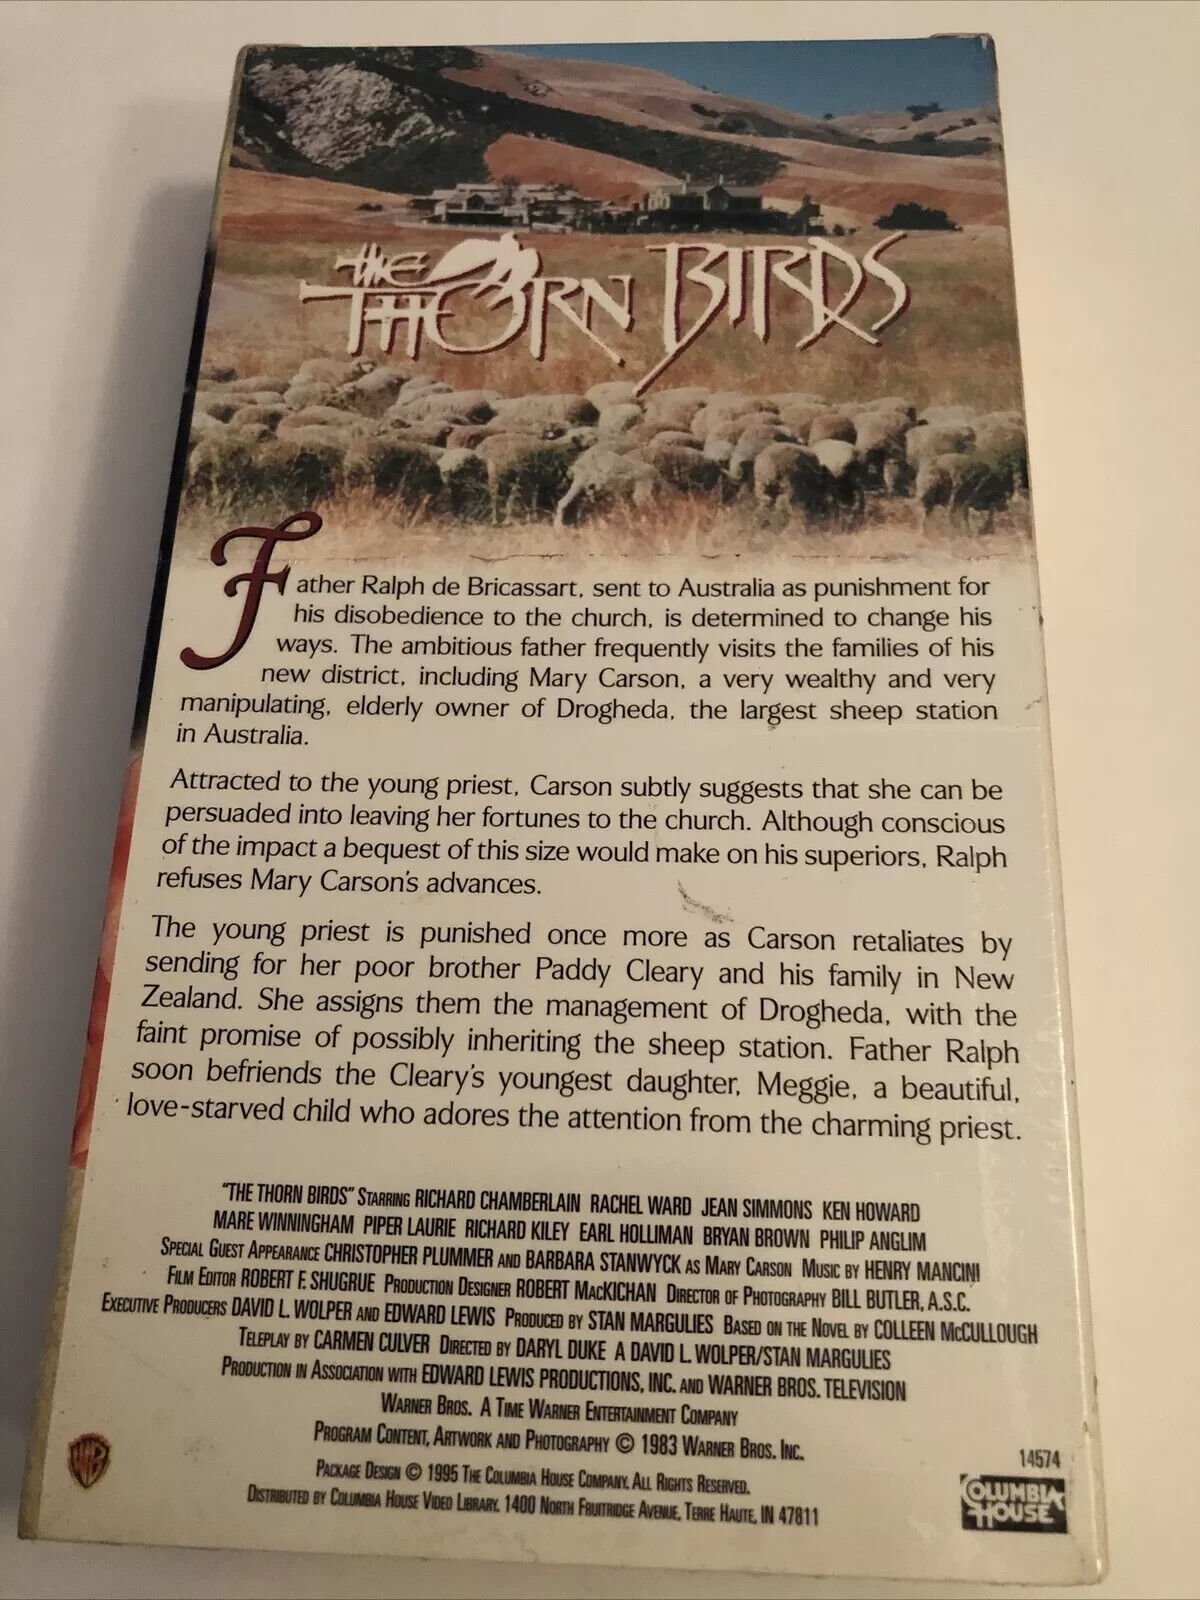 the
THORN BIRDS
Father Ralph de Bricassart, sent to Australia as punishment for
his disobedience to the church, is determined to change his
ways. The ambitious father frequently visits the families of his
new district, including Mary Carson, a very wealthy and very
manipulating, elderly owner of Drogheda, the largest sheep station
in Australia.
Attracted to the young priest, Carson subtly suggests that she can be
persuaded into leaving her fortunes to the church. Although conscious
of the impact a bequest of this size would make on his superiors, Ralph
refuses Mary Carson's advances.
The young priest is punished once more as Carson retaliates by
sending for her poor brother Paddy Cleary and his family in New
Zealand. She assigns them the management of Drogheda, with the
faint promise of possibly inheriting the sheep station. Father Ralph
soon befriends the Cleary's youngest daughter, Meggie, a beautiful,
love-starved child who adores the attention from the charming priest.
"THE THORN BIRDS" STARRING RICHARD CHAMBERLAIN RACHEL WARD JEAN SIMMONS KEN HOWARD
MARE WINNINGHAM PIPER LAURIE RICHARD KILEY EARL HOLLIMAN BRYAN BROWN PHILIP ANGLIM
SPECIAL GUEST APPEARANCE CHRISTOPHER PLUMMER AND BARBARA STANWYCK AS MARY CARSON MUSIC BY HENRY MANCINI
FILM EDITOR ROBERT F. SHUGRUE PRODUCTION DESIGNER ROBERT MACKICHAN DIRECTOR OF PHOTOGRAPHY BILL BUTLER, A.S.C.
EXECUTIVE PRODUCERS DAVID L. WOLPER AND EDWARD LEWIS PRODUCED BY STAN MARGULIES BASED ON THE NOVEL BY COLLEEN McCULLOUGH
TELEPLAY BY CARMEN CULVER DIRECTED BY DARYL DUKE A DAVID L. WOLPER/STAN MARGULIES
PRODUCTION IN ASSOCIATION WITH EDWARD LEWIS PRODUCTIONS, INC. AND WARNER BROS. TELEVISION
WARNER BROS. A TIME WARNER ENTERTAINMENT COMPANY
PROGRAM CONTENT, ARTWORK AND PHOTOGRAPHY © 1983 WARNER BROS. INC.
PACKAGE DESIGN © 1995 THE COLUMBIA HOUSE COMPANY. ALL RIGHTS RESERVED.
DISTRIBUTED BY COLUMBIA HOUSE VIDEO LIBRARY. 1400 NORTH FRUITRIDGE AVENUE, TERRE HAUTE, IN 47811
WB
14574
COLUMBIA
HOUSE